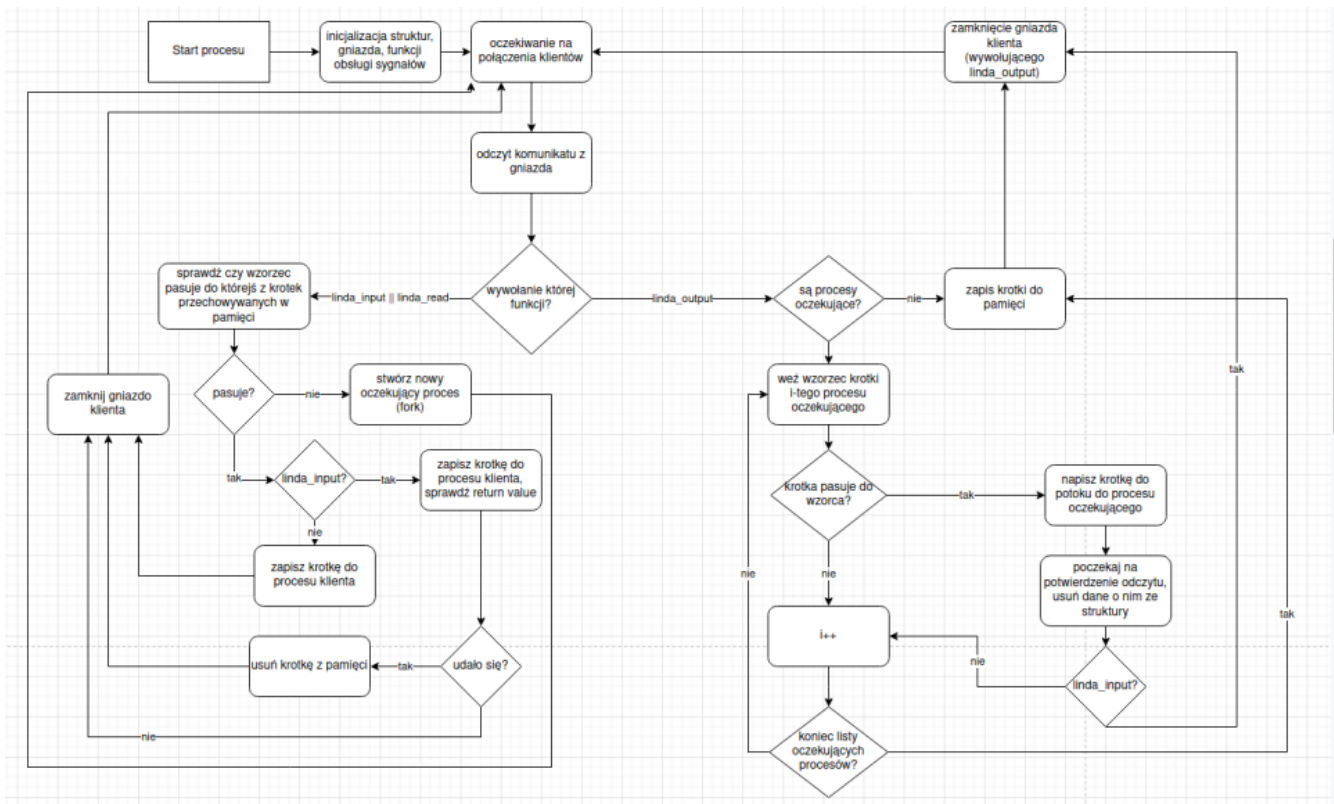 Start procesu
inicjalizacja struktur,
gniazda, funkcji
obsługi sygnałów
oczekiwanie na
połączenia klientów
zamknięcie gniazda
klienta
(wywołującego
linda_output)
odczyt komunikatu z
gniazda
wywołanie której
funkcji?
linda_input || linda_read
linda_output
sprawdź czy wzorzec
pasuje do którejś z krotek
przechowywanych w
pamięci
są procesy
oczekujące?
nie
zapis krotki do
pamięci
pasuje?
nie
stwórz nowy
oczekujący proces
(fork)
zamknij gniazdo
klienta
tak
linda_input?
tak
zapisz krotkę do
procesu klienta,
sprawdź return value
nie
zapisz krotkę do
procesu klienta
udało się?
tak
usuń krotkę z pamięci
nie
weź wzorzec krotki
i-tego procesu
oczekującego
krotka pasuje do
wzorca?
tak
napisz krotkę do
potoku do procesu
oczekującego
poczekaj na
potwierdzenie odczytu,
usuń dane o nim ze
struktury
linda_input?
nie
tak
nie
i++
koniec listy
oczekujących
procesów?
nie
tak